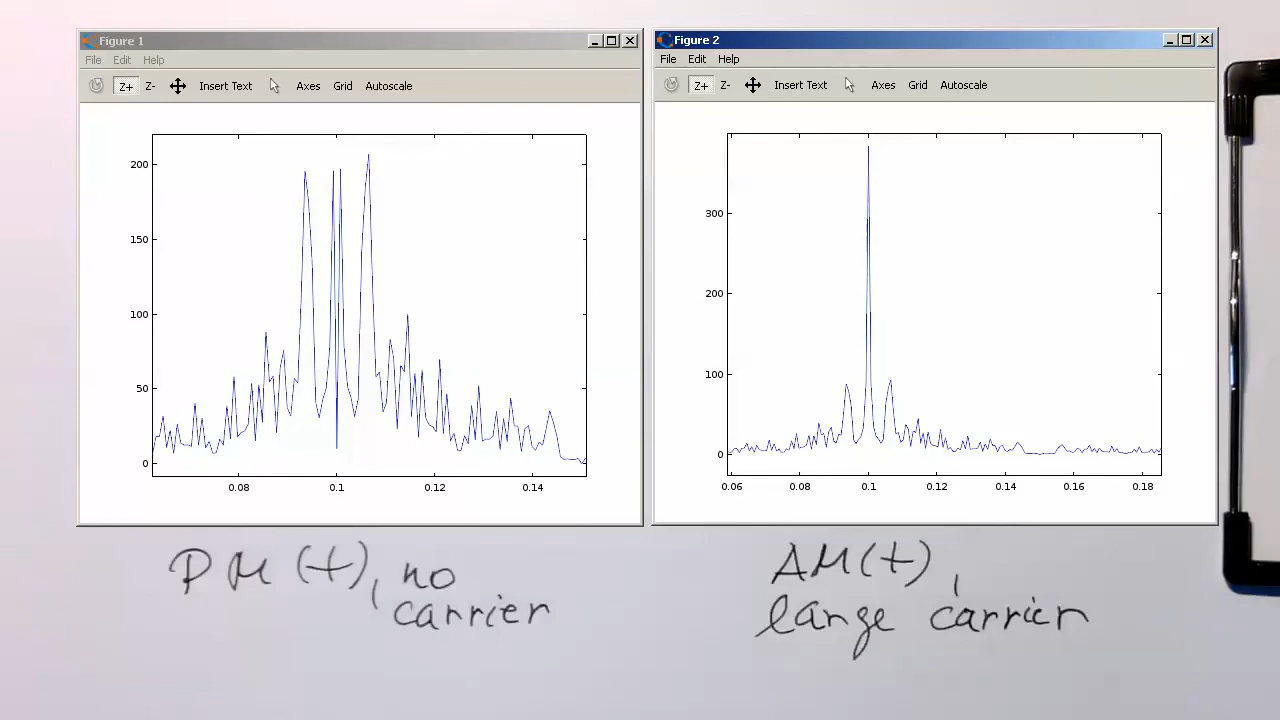 Figure 1
File Edit Help
Z+ Z- Insert Text Axes Grid Autoscale
200
150
100
50
0
0.08 0.1 0.12 0.14
PM(t), no
carrier
Figure 2
File Edit Help
Z+ Z- Insert Text Axes Grid Autoscale
300
200
100
0
0.06 0.08 0.1 0.12 0.14 0.16 0.18
AM(t),
large carrier